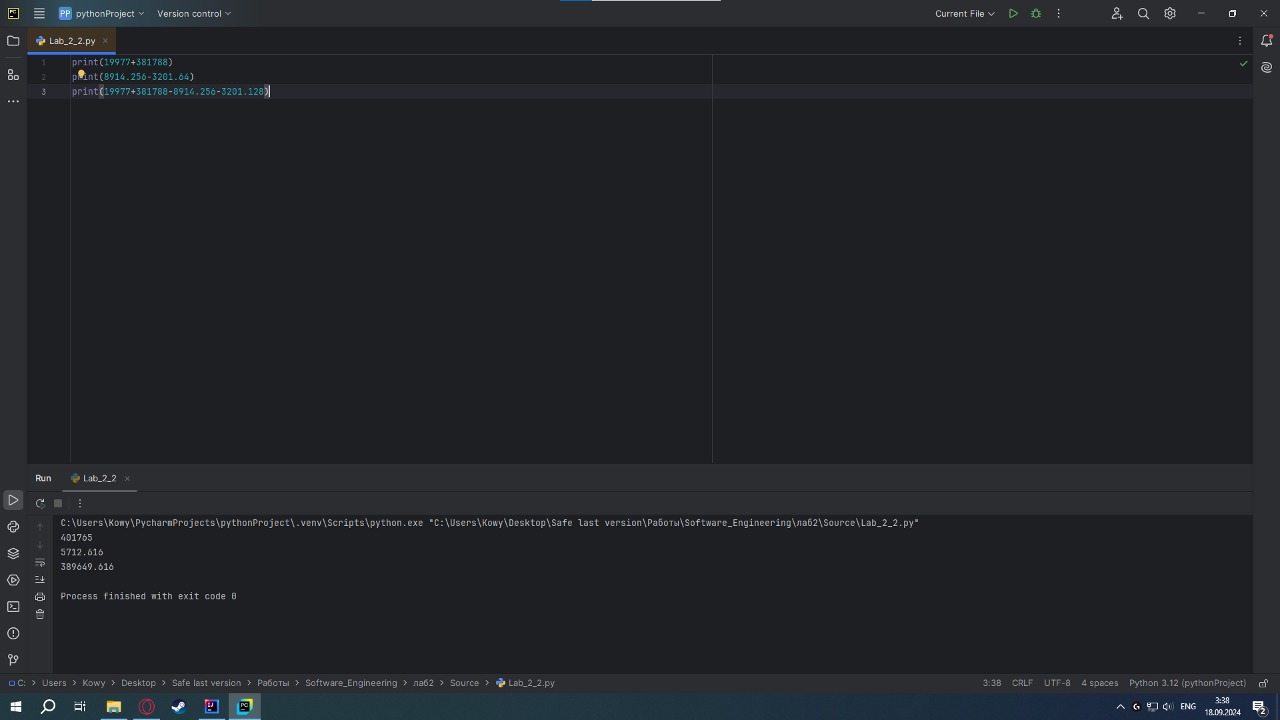 PC
PP pythonProject Version control Current File
Lab_2_2.py
1 print(19977+381788)
2 print(8914.256-3201.64)
3 print(19977+381788-8914.256-3201.128)
Run Lab_2_2
C:\Users\Kowy\PycharmProjects\pythonProject\.venv\Scripts\python.exe "C:\Users\Kowy\Desktop\Safe last version\Работы\Software_Engineering\лаб2\Source\Lab_2_2.py"
401765
5712.616
389649.616
Process finished with exit code 0
C: Users Kowy Desktop Safe last version Работы Software_Engineering лаб2 Source Lab_2_2.py 3:38 CRLF UTF-8 4 spaces Python 3.12 (pythonProject)
PC ENG 3:38 2
18.09.2024